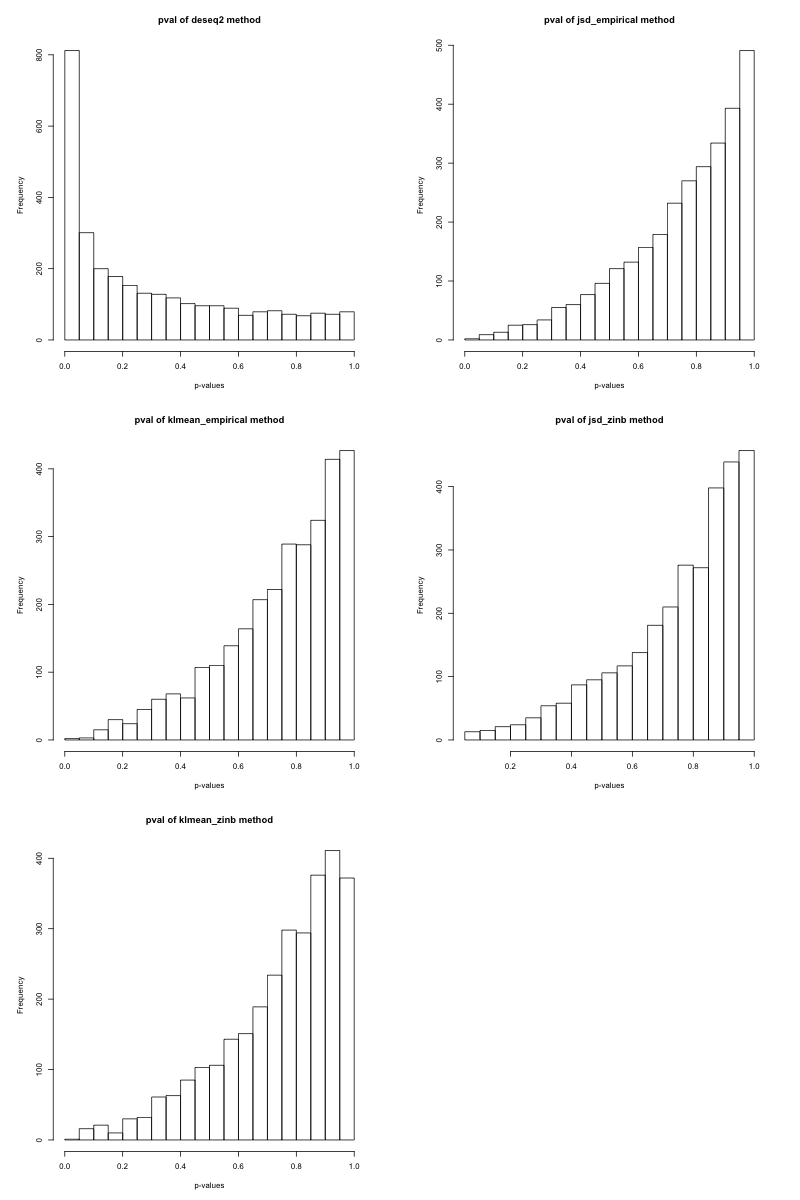 pval of deseq2 method
Frequency
0 200 400 600 800
0.0 0.2 0.4 0.6 0.8 1.0
p-values
pval of jsd_empirical method
Frequency
0 100 200 300 400 500
0.0 0.2 0.4 0.6 0.8 1.0
p-values
pval of klmean_empirical method
Frequency
0 100 200 300 400
0.0 0.2 0.4 0.6 0.8 1.0
p-values
pval of jsd_zinb method
Frequency
0 100 200 300 400
0.2 0.4 0.6 0.8 1.0
p-values
pval of klmean_zinb method
Frequency
0 100 200 300 400
0.0 0.2 0.4 0.6 0.8 1.0
p-values